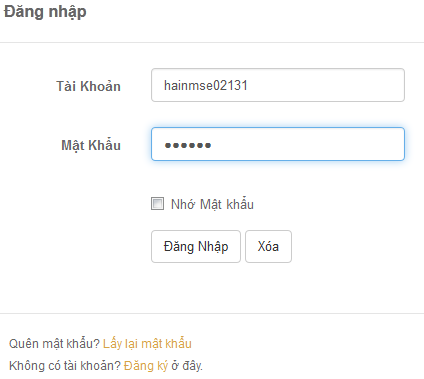 Đăng nhập
Tài Khoản hainmse02131
Mật Khẩu ●●●●●●
Nhớ Mật khẩu
Đăng Nhập Xóa
Quên mật khẩu? Lấy lại mật khẩu
Không có tài khoản? Đăng ký ở đây.